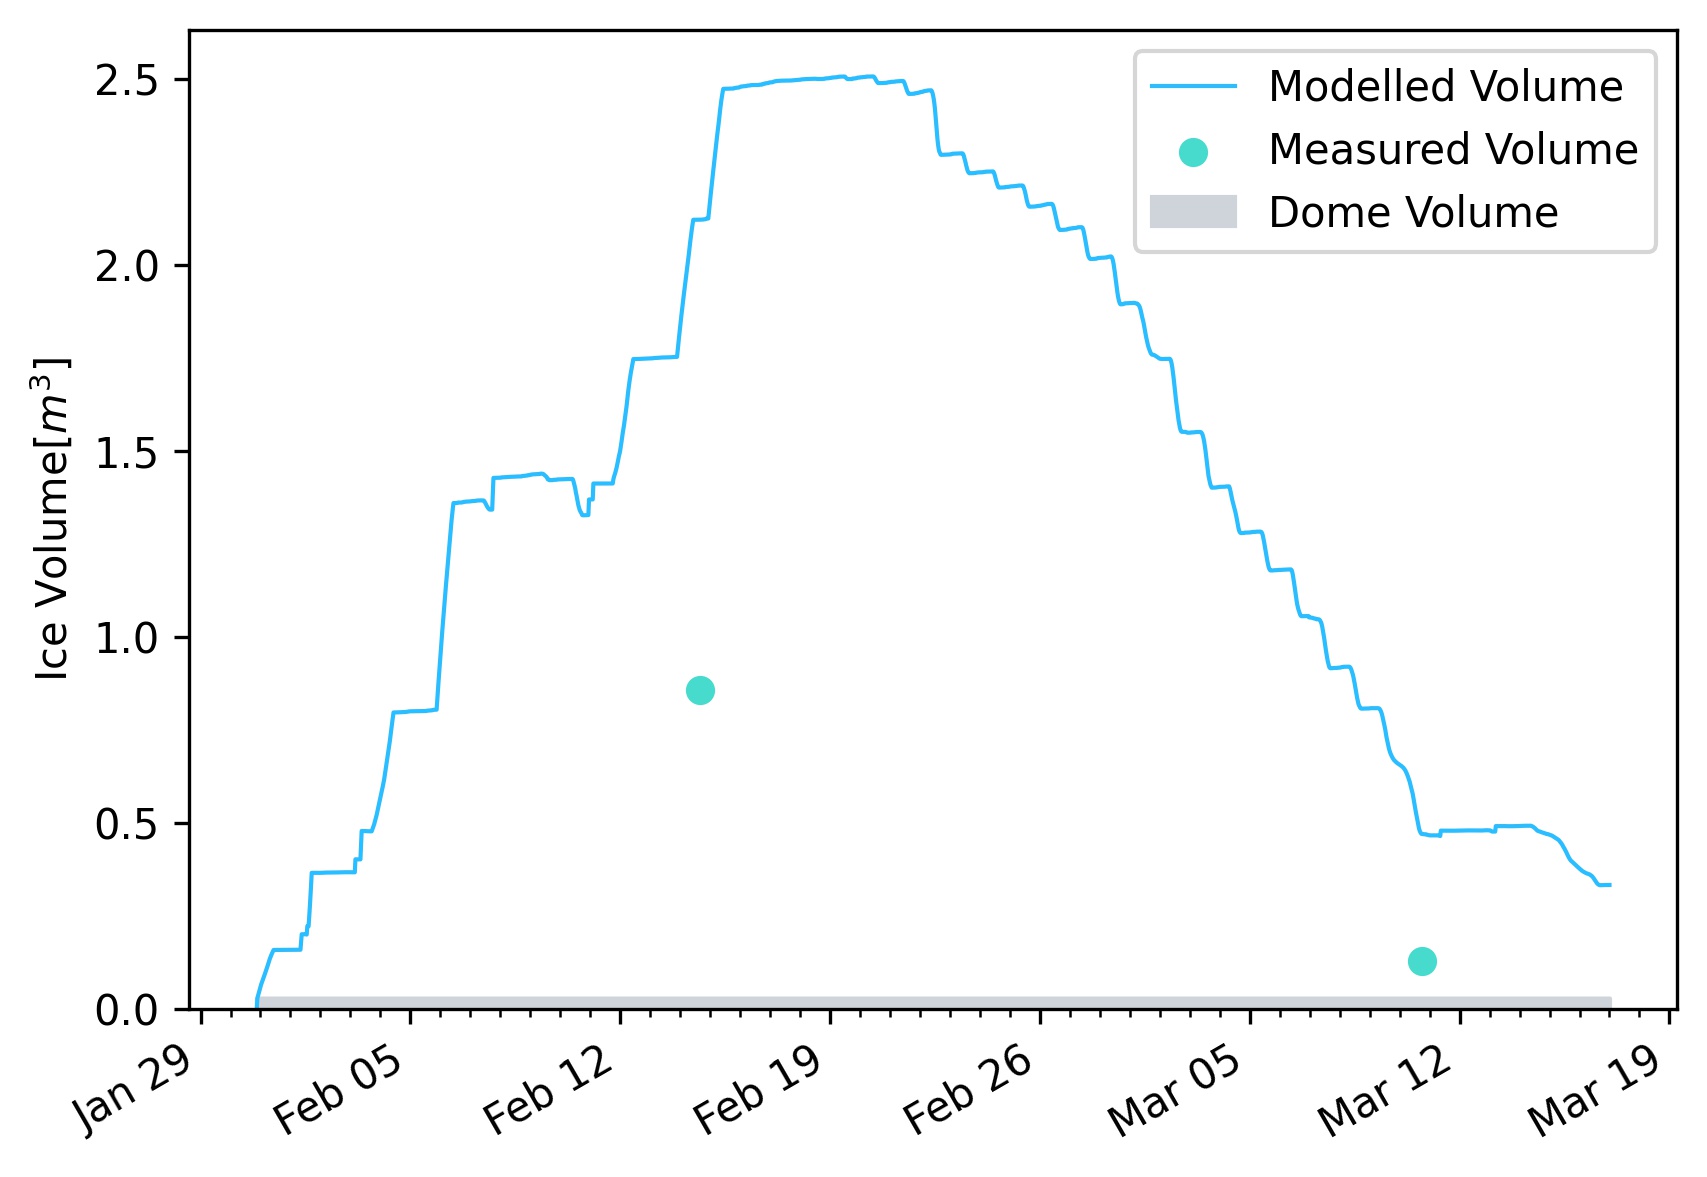 2.5
2.0
1.5
1.0
0.5
0.0
Ice Volume[m³]
Modelled Volume
Measured Volume
Dome Volume
Jan 29
Feb 05
Feb 12
Feb 19
Feb 26
Mar 05
Mar 12
Mar 19